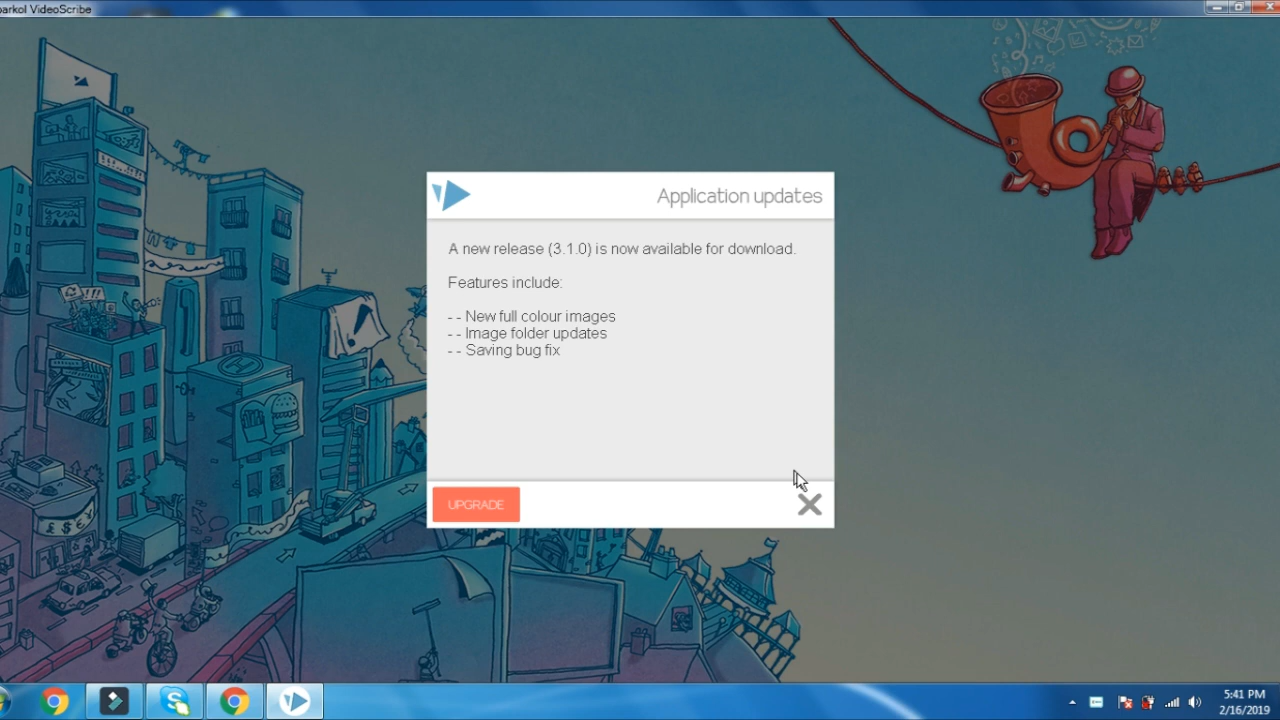 arkol VideoScribe
Application updates
A new release (3.1.0) is now available for download.
Features include:
- - New full colour images
- - Image folder updates
- - Saving bug fix
UPGRADE
!!!
H
£$€¥
5:41 PM
2/16/2019